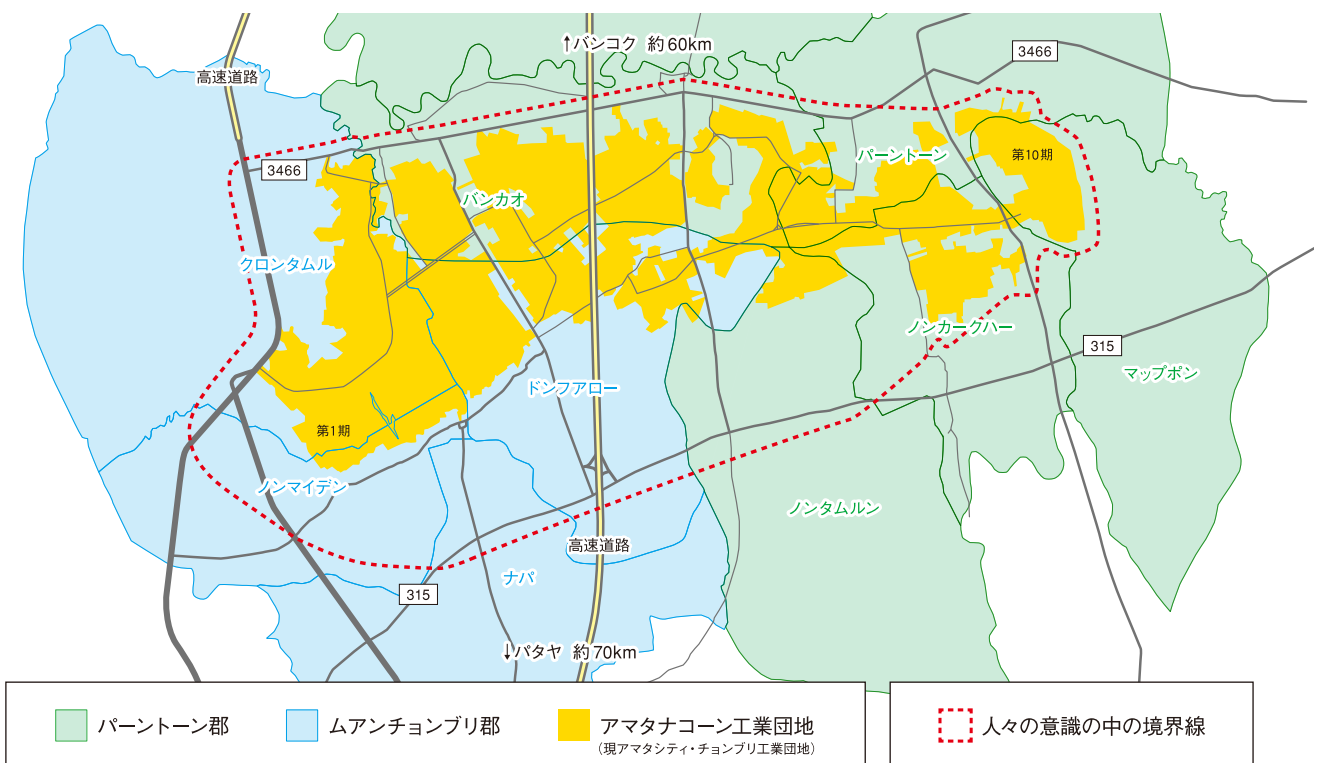 ↑バンコク 約60km
3466
高速道路
パーントーン
第10期
3466
バンカオ
クロンタムル
ノンカークハー
315
マップポン
ドンフアロー
第1期
ノンマイデン
ノンタムルン
高速道路
ナパ
315
↓パタヤ 約70km
パーントーン郡
ムアンチョンブリ郡
アマタナコーン工業団地
(現アマタシティ・チョンブリ工業団地)
人々の意識の中の境界線